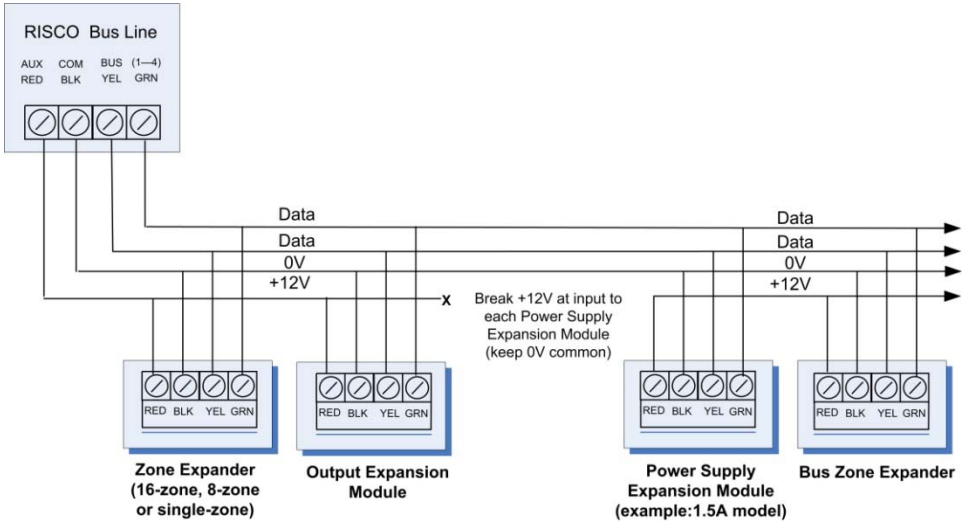 RISCO Bus Line
AUX COM BUS (1—4)
RED BLK YEL GRN
Data Data
Data Data
0V 0V
+12V +12V
x
Break +12V at input to
each Power Supply
Expansion Module
(keep 0V common)
RED BLK YEL GRN
RED BLK YEL GRN
RED BLK YEL GRN
RED BLK YEL GRN
Zone Expander
(16-zone, 8-zone
or single-zone)
Output Expansion
Module
Power Supply
Expansion Module
(example:1.5A model)
Bus Zone Expander